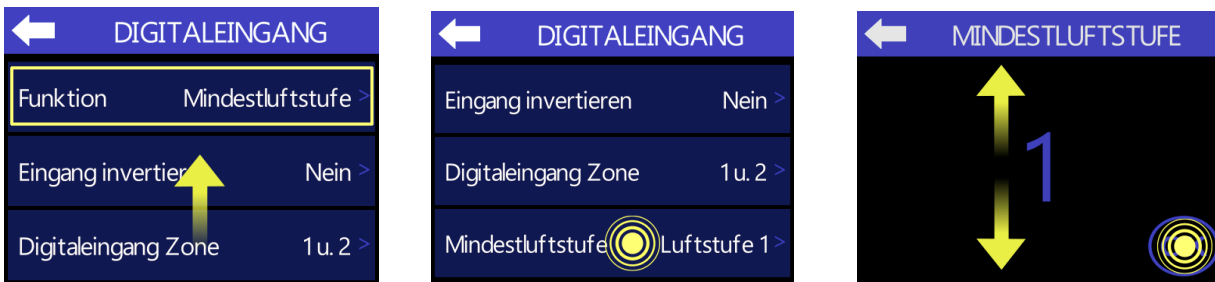 DIGITALEINGANG
Funktion Mindestluftstufe >
Eingang invertier Nein >
Digitaleingang Zone 1 u. 2 >
DIGITALEINGANG
Eingang invertieren Nein >
Digitaleingang Zone 1 u. 2 >
Mindestluftstufe Luftstufe 1 >
MINDESTLUFTSTUFE
1